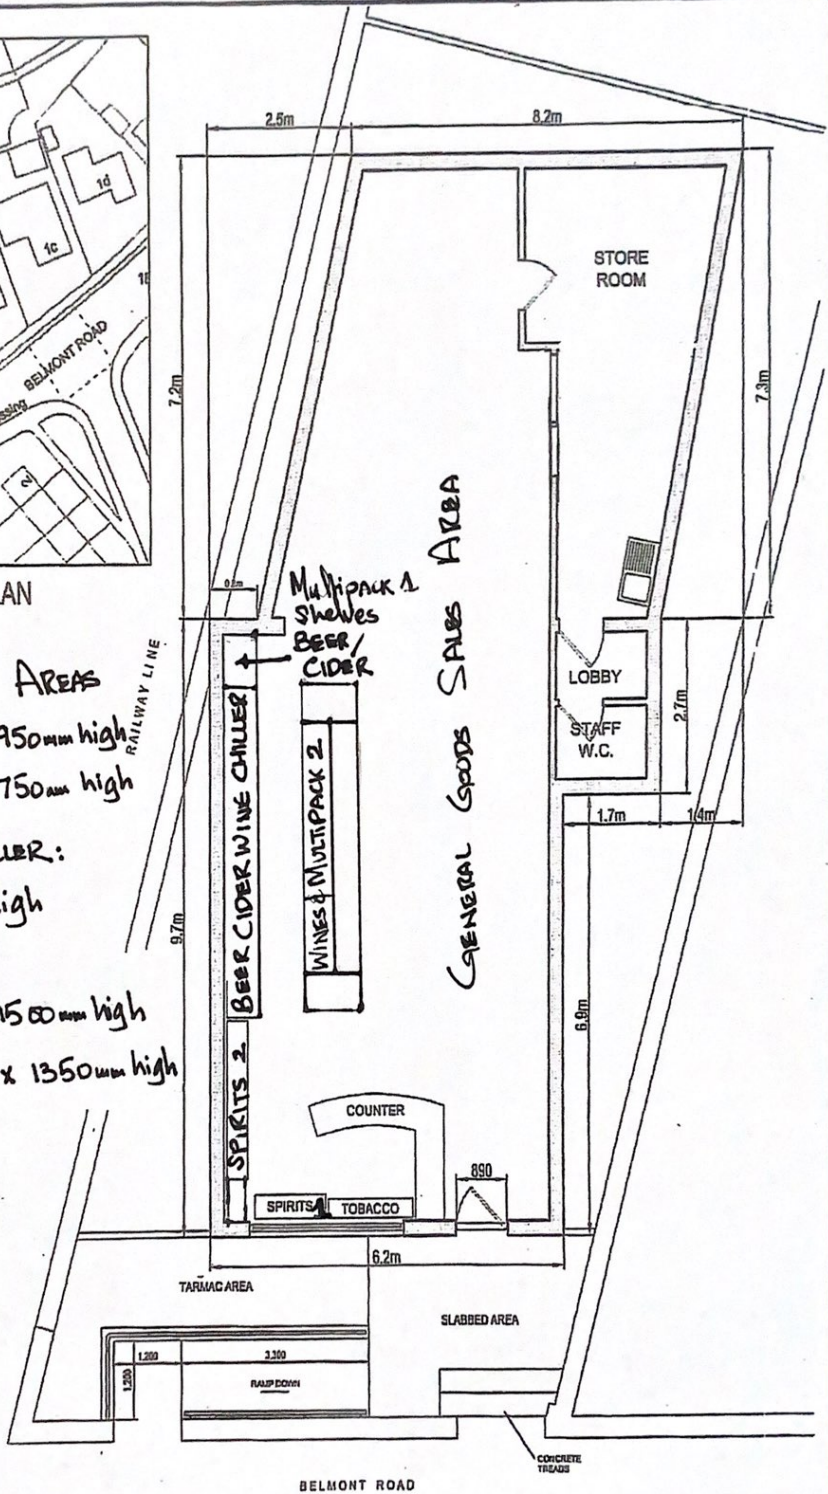 2.5m
8.2m
1d
1c
BELMONT ROAD
2
7.2m
7.3m
STORE
ROOM
AN
RAILWAY LINE
Multipack 1
Shelves
BEER/
CIDER
AREAS
950mm high
750mm high
LER:
igh
1500mm high
x 1350mm high
9.7m
BEER CIDER WINE CHILLER
WINES & MULTIPACK 2
GENERAL GOODS SALES AREA
LOBBY
STAFF
W.C.
2.7m
1.7m
1.4m
6.9m
SPIRITS 2
COUNTER
890
SPIRITS 1
TOBACCO
6.2m
TARMAC AREA
SLABBED AREA
1,200
3,300
1,200
RAMP DOWN
CONCRETE
TREADS
BELMONT ROAD